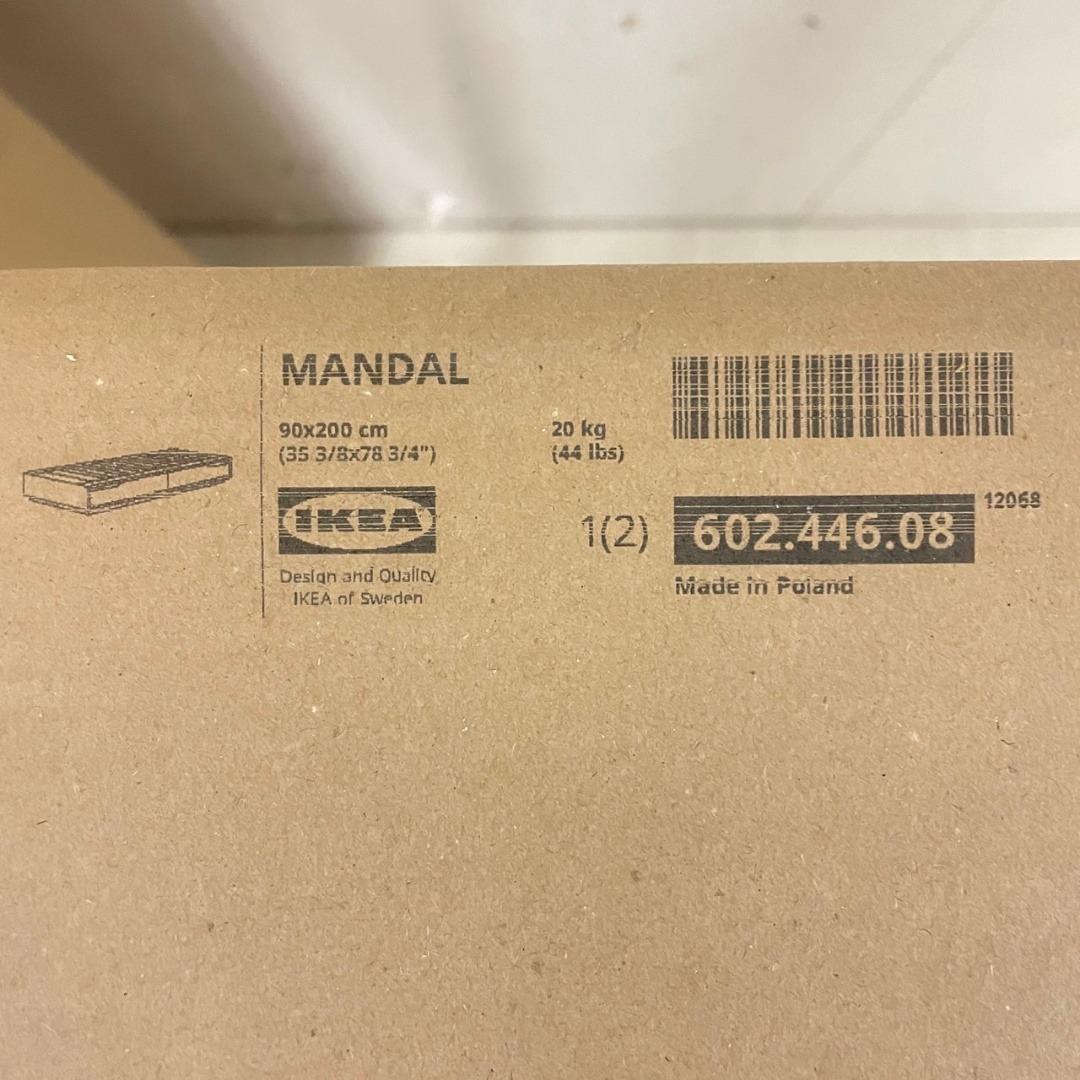 MANDAL
90x200 cm
(35 3/8x78 3/4")
20 kg
(44 lbs)
IKEA
Design and Quality
IKEA of Sweden
1(2)
602.446.08
12068
Made in Poland